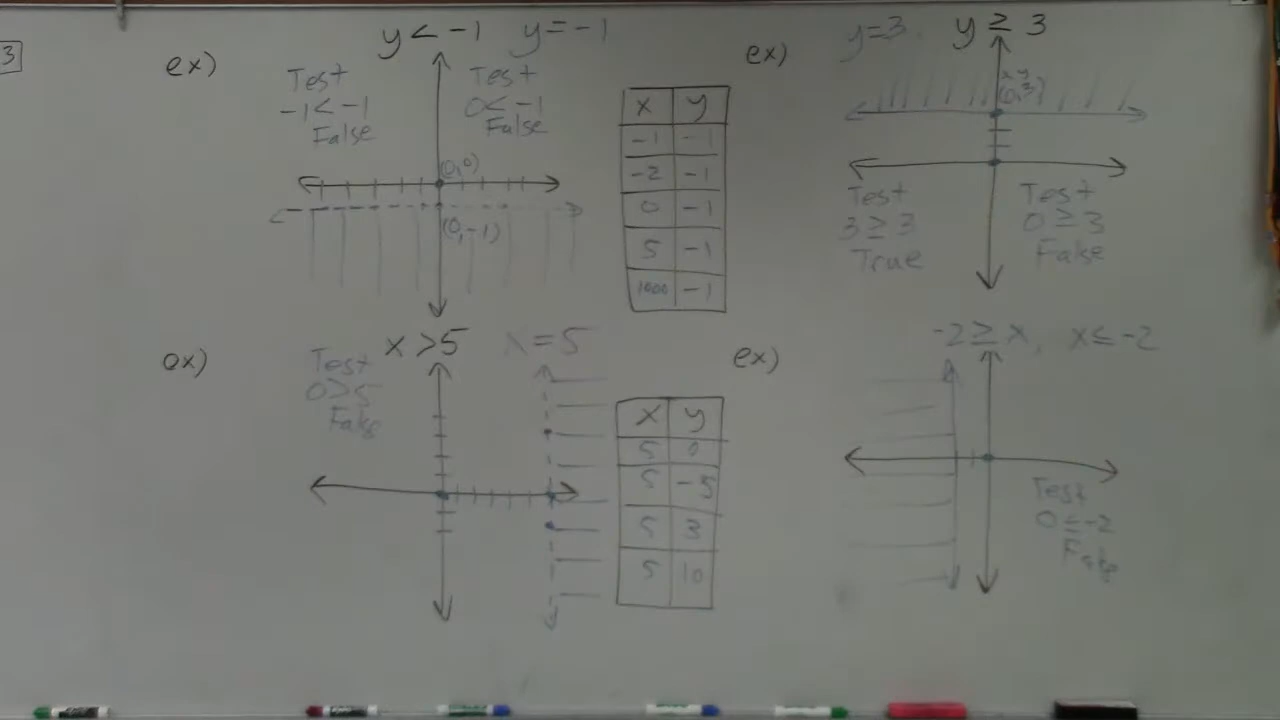 3
ex)
y < -1 y = -1
Test
-1 < -1
False
Test
0 < -1
False
(0,0)
(0,-1)
x y
-1 -1
-2 -1
0 -1
5 -1
1000 -1
ex)
y=3 y ≥ 3
x y
(0,3)
Test
3 ≥ 3
True
Test
0 ≥ 3
False
ex)
x > 5 x = 5
Test
0 > 5
False
x y
5 0
5 -5
5 3
5 10
ex)
-2 ≥ x, x ≤ -2
Test
0 ≤ -2
False